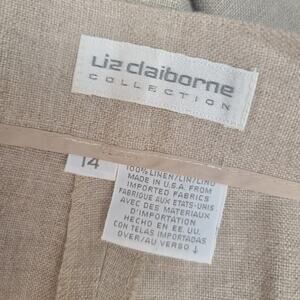 Liz claiborne
COLLECTION
14
100% LINEN/LIN/LINO
MADE IN U.S.A. FROM
IMPORTED FABRICS
FABRIQUE AUX ETATS-UNIS
AVEC DES MATERIAUX
D'IMPORTATION
HECHO EN EE. UU.
CON TELAS IMPORTADAS
OVER/AU VERSO ↓